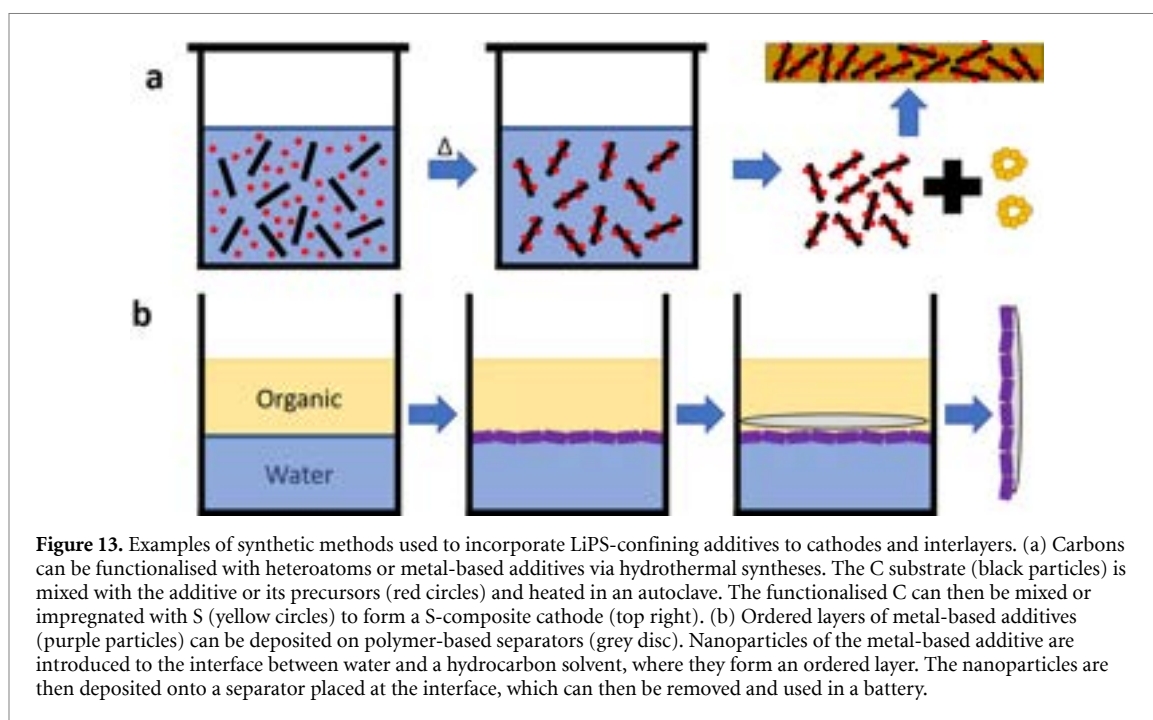 a
Δ
b
Organic
Water
Figure 13. Examples of synthetic methods used to incorporate LiPS-confining additives to cathodes and interlayers. (a) Carbons
can be functionalised with heteroatoms or metal-based additives via hydrothermal syntheses. The C substrate (black particles) is
mixed with the additive or its precursors (red circles) and heated in an autoclave. The functionalised C can then be mixed or
impregnated with S (yellow circles) to form a S-composite cathode (top right). (b) Ordered layers of metal-based additives
(purple particles) can be deposited on polymer-based separators (grey disc). Nanoparticles of the metal-based additive are
introduced to the interface between water and a hydrocarbon solvent, where they form an ordered layer. The nanoparticles are
then deposited onto a separator placed at the interface, which can then be removed and used in a battery.